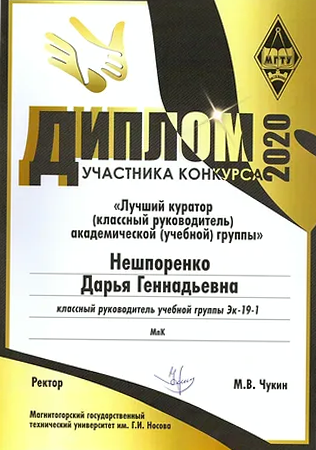 МГТУ
ДИПЛОМ
УЧАСТНИКА КОНКУРСА
2020
«Лучший куратор
(классный руководитель)
академической (учебной) группы»
Нешпоренко
Дарья Геннадьевна
классный руководитель учебной группы Эк-19-1
МпК
Ректор
М.В. Чукин
Магнитогорский государственный
технический университет им. Г.И. Носова